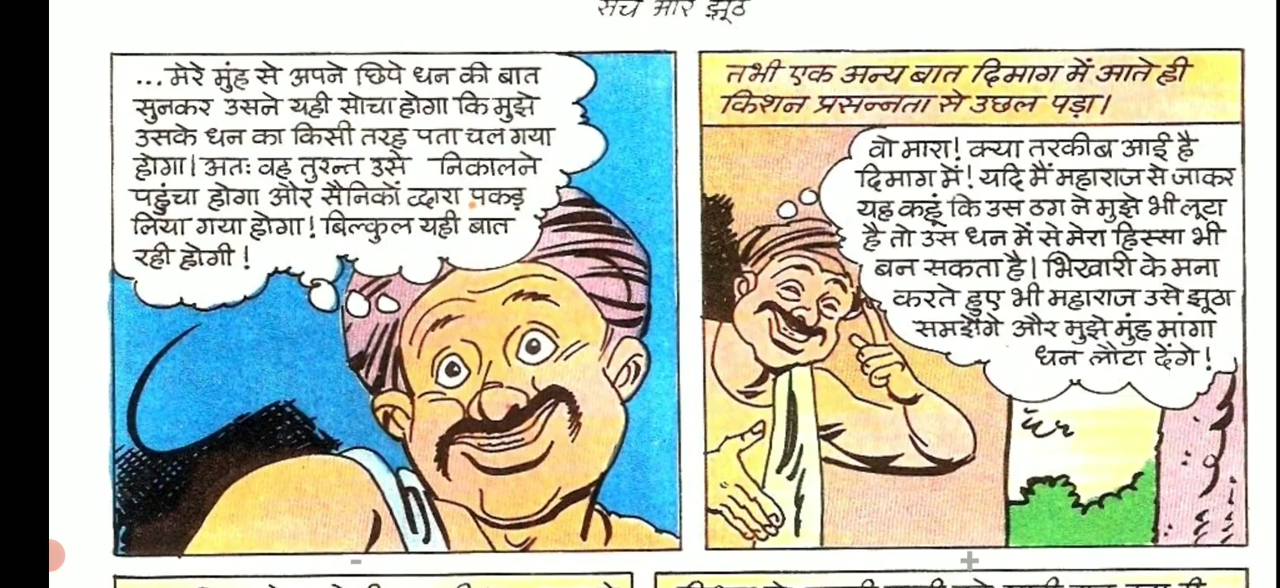 सच और झूठ
...मेरे मुंह से अपने छिपे धन की बात
सुनकर उसने यही सोचा होगा कि मुझे
उसके धन का किसी तरह पता चल गया
होगा। अतः वह तुरन्त उसे निकालने
पहुंचा होगा और सैनिकों द्वारा पकड़
लिया गया होगा! बिल्कुल यही बात
रही होगी!
तभी एक अन्य बात दिमाग में आते ही
किशन प्रसन्नता से उछल पड़ा।
वो मारा! क्या तरकीब आई है
दिमाग में! यदि मैं महाराज से जाकर
यह कहूं कि उस ठग ने मुझे भी लूटा
है तो उस धन में से मेरा हिस्सा भी
बन सकता है। भिखारी के मना
करते हुए भी महाराज उसे झूठा
समझेंगे और मुझे मुंह मांगा
धन लौटा देंगे!